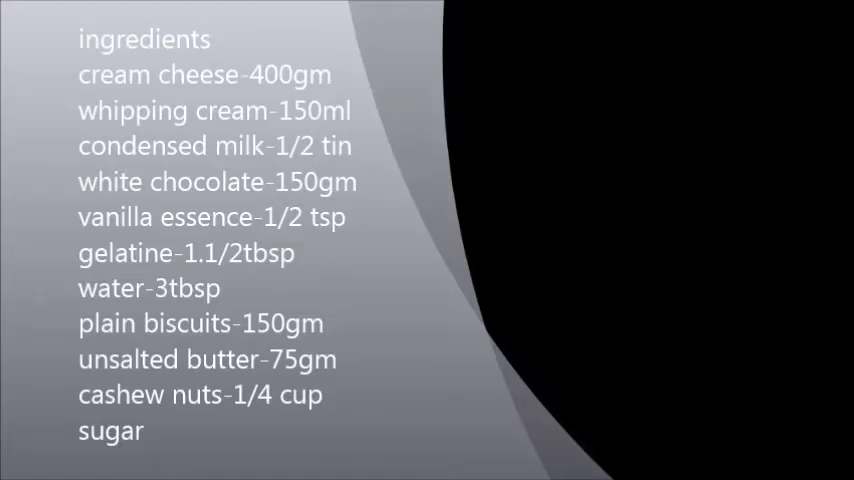 ingredients
cream cheese-400gm
whipping cream-150ml
condensed milk-1/2 tin
white chocolate-150gm
vanilla essence-1/2 tsp
gelatine-1.1/2tbsp
water-3tbsp
plain biscuits-150gm
unsalted butter-75gm
cashew nuts-1/4 cup
sugar